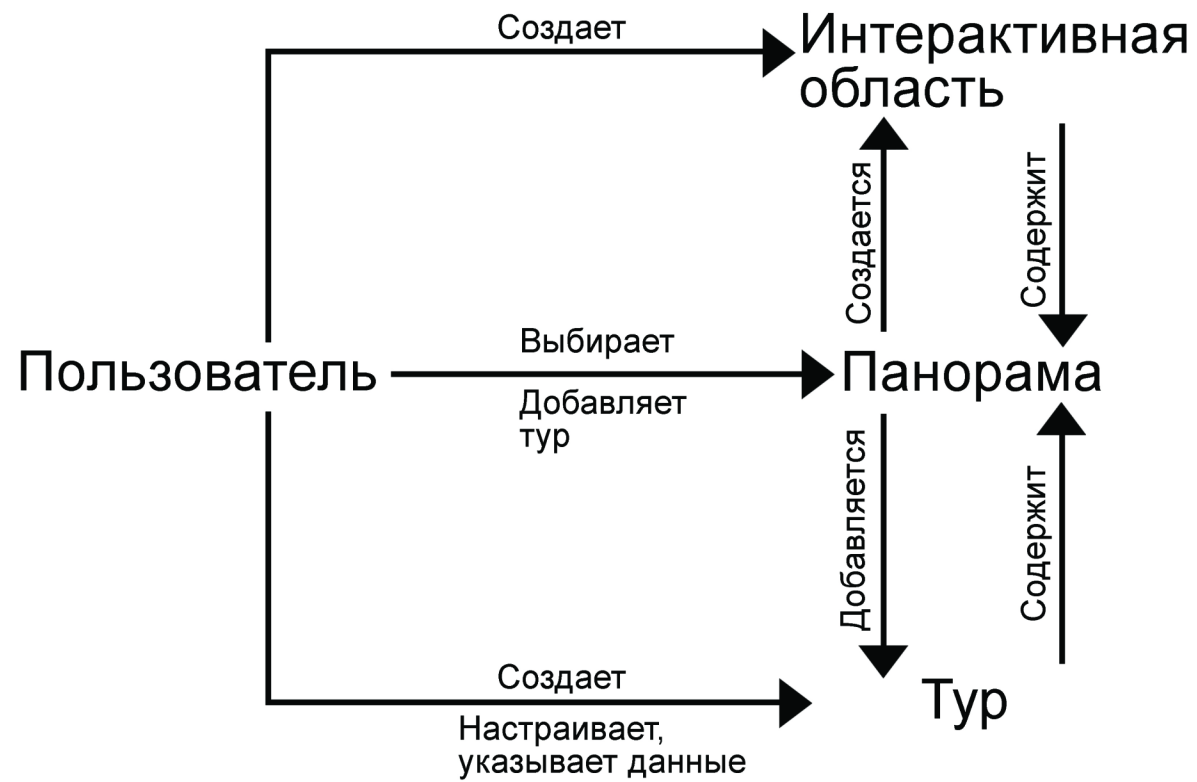 Создает
Интерактивная
область
Создается
Содержит
Пользователь
Выбирает
Добавляет
тур
Панорама
Добавляется
Содержит
Создает
Настраивает,
указывает данные
Тур